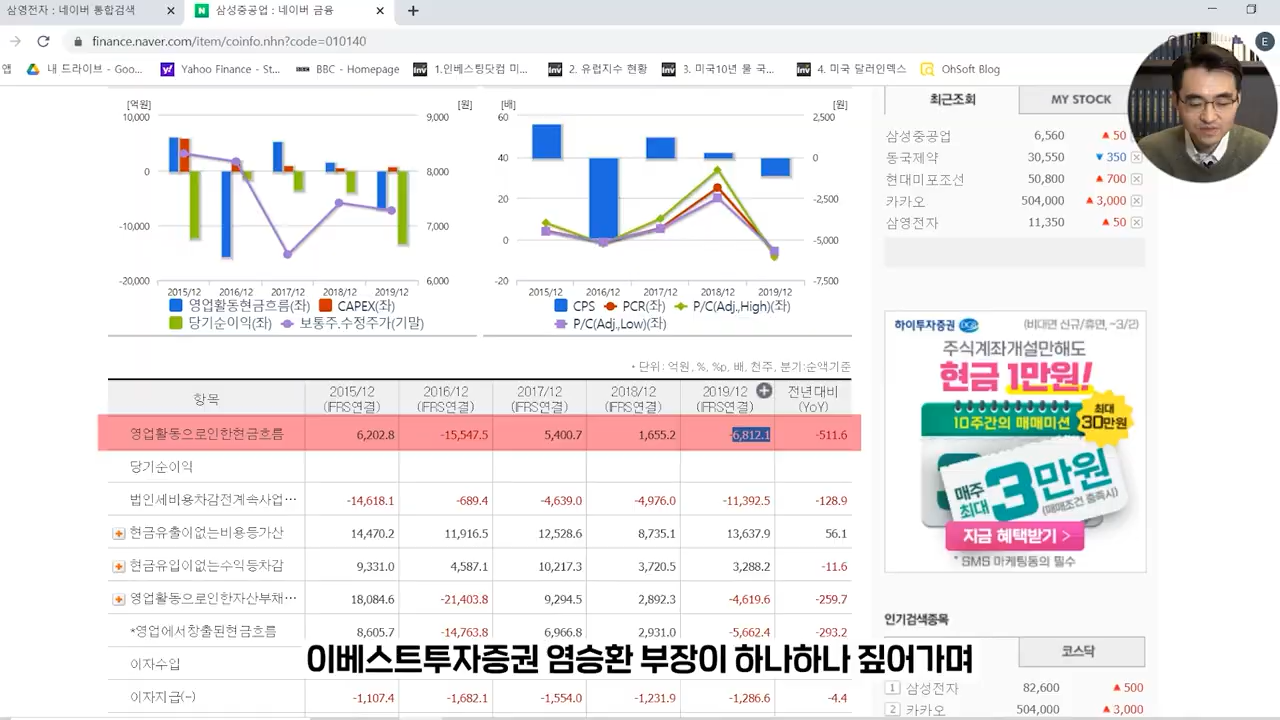 삼영전자 : 네이버 통합검색
삼성중공업 : 네이버 금융
finance.naver.com/item/coinfo.nhn?code=010140
E
앱
내 드라이브 - Goo...
Yahoo Finance - St...
BBC - Homepage
1.인베스팅닷컴 미...
2. 유럽지수 현황
3. 미국10년 물 국...
4. 미국 달러인덱스
OhSoft Blog
[억원] [원]
10,000 9,000
0 8,000
-10,000 7,000
-20,000 6,000
2015/12 2016/12 2017/12 2018/12 2019/12
영업활동현금흐름(좌) CAPEX(좌)
당기순이익(좌) 보통주,수정주가(기말)
[배] [원]
60 2,500
40 0
20 -2,500
0 -5,000
-20 -7,500
2015/12 2016/12 2017/12 2018/12 2019/12
CPS PCR(좌) P/C(Adj.,High)(좌)
P/C(Adj.,Low)(좌)
최근조회 MY STOCK
삼성중공업 6,560 ▲ 50
동국제약 30,550 ▼ 350
현대미포조선 50,800 ▲ 700
카카오 504,000 ▲ 3,000
삼영전자 11,350 ▲ 50
* 단위: 억원, %, %p, 배, 천주, 분기:순액기준
항목 2015/12 (IFRS연결) 2016/12 (IFRS연결) 2017/12 (IFRS연결) 2018/12 (IFRS연결) 2019/12 (IFRS연결) 전년대비 (YoY)
영업활동으로인한현금흐름 6,202.8 -15,547.5 5,400.7 1,655.2 -6,812.1 -511.6
당기순이익
법인세비용차감전계속사업... -14,618.1 -689.4 -4,639.0 -4,976.0 -11,392.5 -128.9
현금유출이없는비용등가산 14,470.2 11,916.5 12,528.6 8,735.1 13,637.9 56.1
현금유입이없는수익등차감 9,331.0 4,587.1 10,217.3 3,720.5 3,288.2 -11.6
영업활동으로인한자산부채... 18,084.6 -21,403.8 9,294.5 2,892.3 -4,619.6 -259.7
*영업에서창출된현금흐름 8,605.7 -14,763.8 6,966.8 2,931.0 -5,662.4 -293.2
이자수입
이자지급(-) -1,107.4 -1,682.1 -1,554.0 -1,231.9 -1,286.6 -4.4
하이투자증권 DGB (비대면 신규/휴면, ~3/2)
주식계좌개설만해도
현금 1만원!
10주간의 매매미션
최대
30만원
매주
최대
3만원
(매매조건 충족시)
지금 혜택받기 >
* SMS 마케팅동의 필수
인기검색종목
코스닥
1 삼성전자 82,600 ▲ 500
2 카카오 504,000 ▲ 3,000
이베스트투자증권 염승환 부장이 하나하나 짚어가며